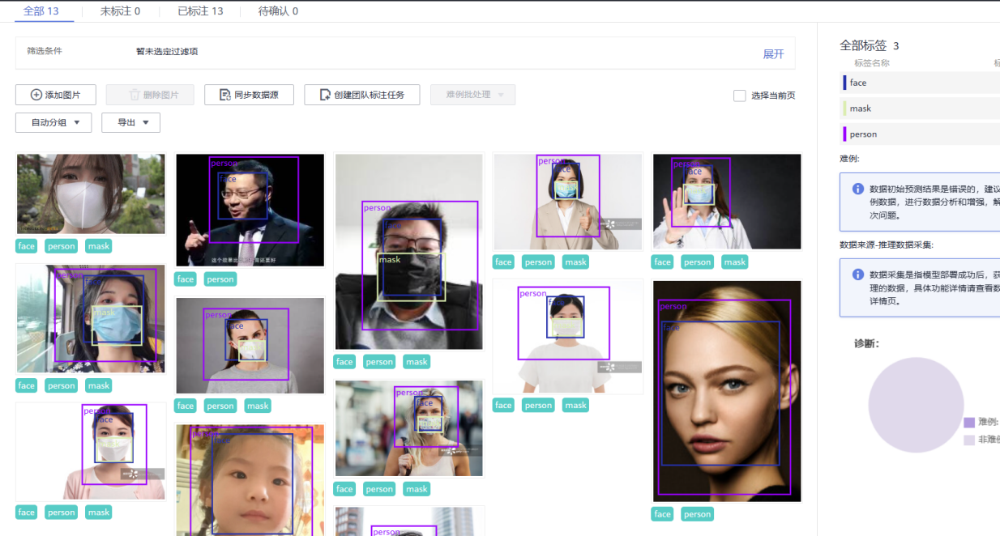 全部 13
未标注 0
已标注 13
待确认 0
筛选条件
暂未选定过滤项
展开
添加图片
删除图片
同步数据源
创建团队标注任务
难例批处理
选择当前页
自动分组
导出
face person mask
person
face
这个效果比
还要好
face person
person
mask
face person mask
person
face
face person mask
person
face
face person mask
person
face
mask
face person mask
person
face
face person mask
person
face
face person mask
person
face
person
face
face person mask
person
person
face
face person mask
person
face
face person
全部标签 3
标签名称
标
face
mask
person
难例:
数据初始预测结果是错误的，建议
例数据，进行数据分析和增强，解
次问题。
数据来源-推理数据采集:
数据采集是指模型部署成功后，获
理的数据，具体功能详情请查看数
详情页。
诊断:
难例:
非难例